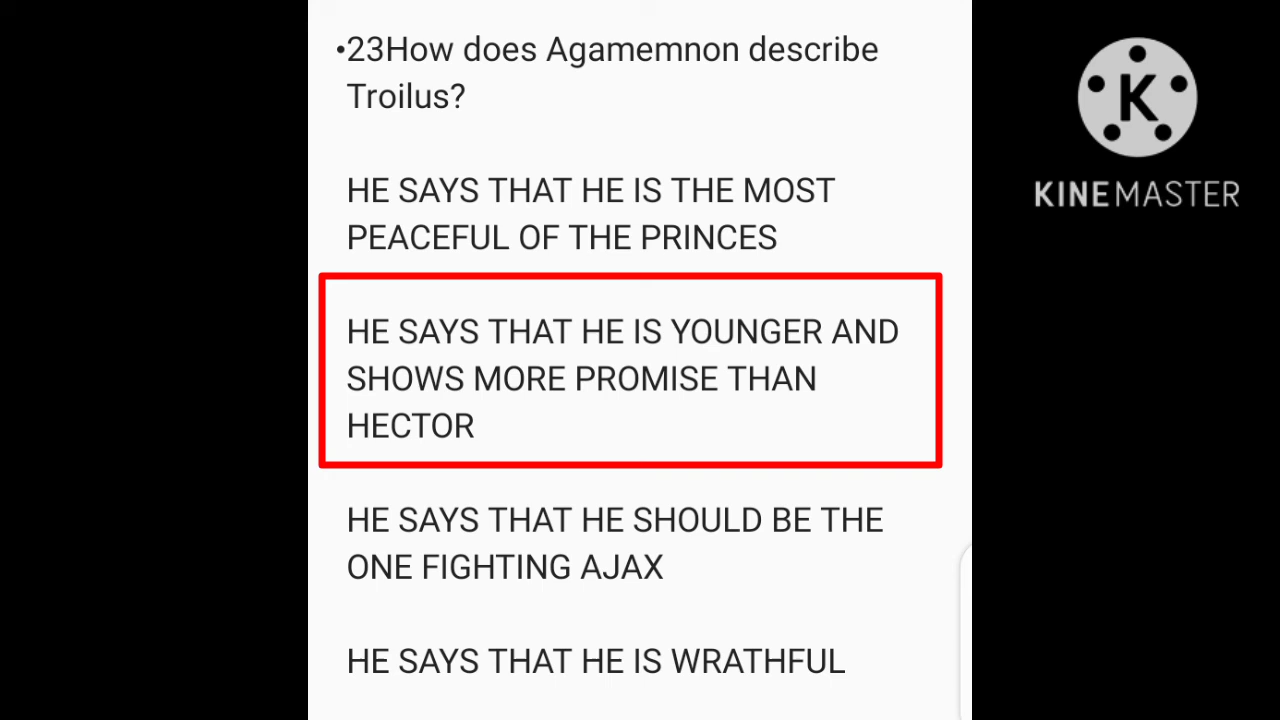 •23How does Agamemnon describe
Troilus?
HE SAYS THAT HE IS THE MOST
PEACEFUL OF THE PRINCES
HE SAYS THAT HE IS YOUNGER AND
SHOWS MORE PROMISE THAN
HECTOR
HE SAYS THAT HE SHOULD BE THE
ONE FIGHTING AJAX
HE SAYS THAT HE IS WRATHFUL
K
KINEMASTER